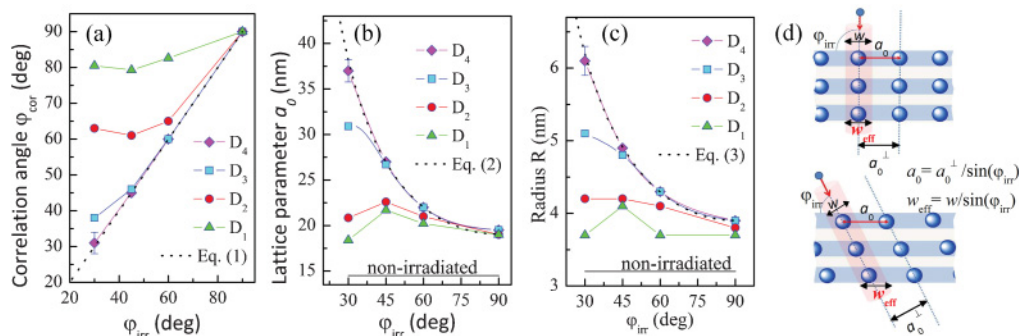 (a)
Correlation angle φcor (deg)
90
80
70
60
50
40
30
20
D4
D3
D2
D1
Eq. (1)
20 40 60 80
φirr (deg)
(b)
Lattice parameter a0 (nm)
40
35
30
25
20
15
D4
D3
D2
D1
Eq. (2)
non-irradiated
30 45 60 75 90
φirr (deg)
(c)
Radius R (nm)
6
5
4
3
D4
D3
D2
D1
Eq. (3)
non-irradiated
30 45 60 75 90
φirr (deg)
(d)
φirr
w
a0
weff
a0⊥
a0= a0⊥/sin(φirr)
weff= w/sin(φirr)
φirr
w
a0
weff
a0⊥